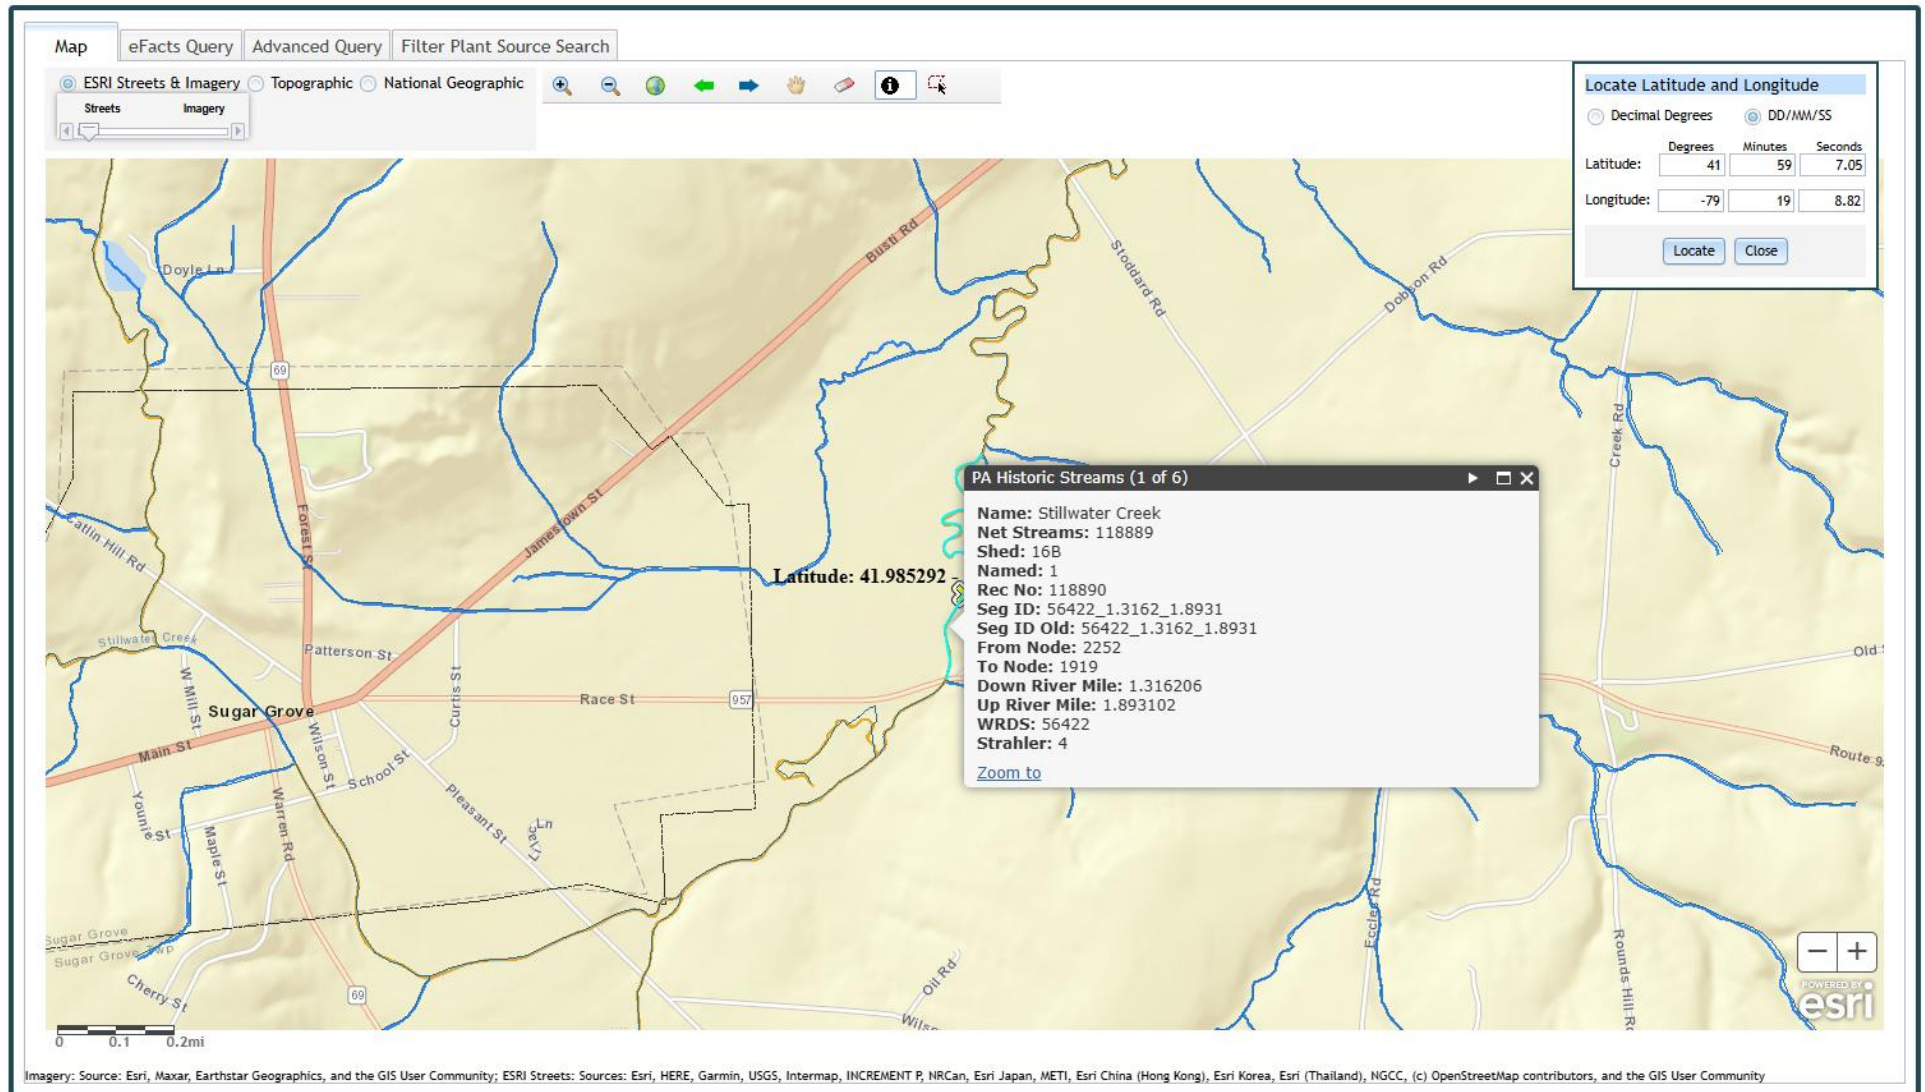 Map eFacts Query Advanced Query Filter Plant Source Search
ESRI Streets & Imagery Topographic National Geographic
Streets Imagery
Locate Latitude and Longitude
Decimal Degrees DD/MM/SS
Degrees Minutes Seconds
Latitude: 41 59 7.05
Longitude: -79 19 8.82
Locate Close
Busti Rd
Stoddard Rd
Dobson Rd
Doyle Ln
69
Creek Rd
Catlin Hill Rd
Forest St
Jamestown St
PA Historic Streams (1 of 6)
Name: Stillwater Creek
Net Streams: 118889
Shed: 16B
Named: 1
Rec No: 118890
Seg ID: 56422_1.3162_1.8931
Seg ID Old: 56422_1.3162_1.8931
From Node: 2252
To Node: 1919
Down River Mile: 1.316206
Up River Mile: 1.893102
WRDS: 56422
Strahler: 4
Zoom to
Latitude: 41.985292 -
Stillwater Creek
Patterson St
Old
W Mill St
Curtis St
Race St
957
Sugar Grove
Main St
Wilson St
School St
Route 9
Younie St
Maple St
Warren Rd
Pleasant St
Lilac Ln
Eccles Rd
Rounds Hill R
Sugar Grove
Sugar Grove Twp
Cherry St
69
Oil Rd
Wils
POWERED BY
esri
0 0.1 0.2mi
Imagery: Source: Esri, Maxar, Earthstar Geographics, and the GIS User Community; ESRI Streets: Sources: Esri, HERE, Garmin, USGS, Intermap, INCREMENT P, NRCan, Esri Japan, METI, Esri China (Hong Kong), Esri Korea, Esri (Thailand), NGCC, (c) OpenStreetMap contributors, and the GIS User Community